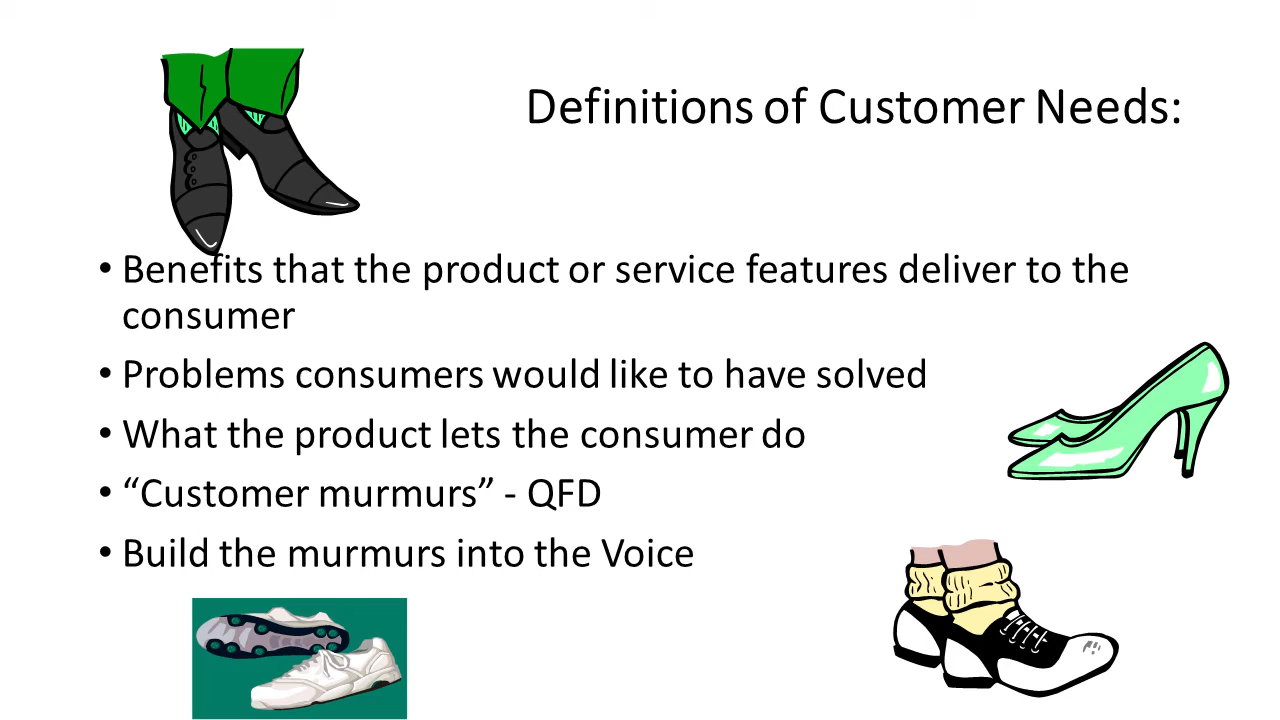 Definitions of Customer Needs:
• Benefits that the product or service features deliver to the
consumer
• Problems consumers would like to have solved
• What the product lets the consumer do
• “Customer murmurs” - QFD
• Build the murmurs into the Voice